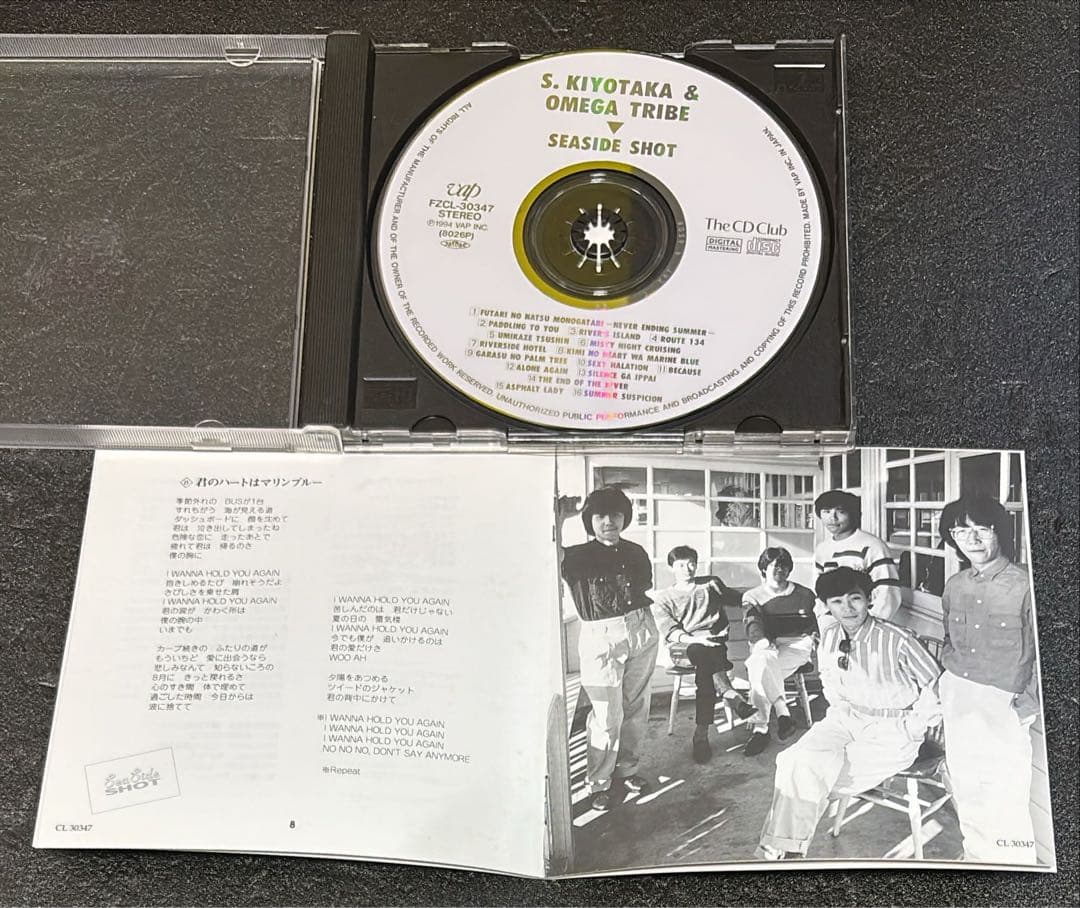 S. KIYOTAKA &
OMEGA TRIBE
SEASIDE SHOT
vap
FZCL-30347
STEREO
Ⓟ1994 VAP INC.
(8026P)
The CD Club
DIGITAL
MASTERING
COMPACT
disc
DIGITAL AUDIO
1 FUTARI NO NATSU MONOGATARI —NEVER ENDING SUMMER—
2 PADDLING TO YOU 3 RIVER'S ISLAND 4 ROUTE 134
5 UMIKAZE TSUSHIN 6 MISTY NIGHT CRUISING
7 RIVERSIDE HOTEL 8 KIMI NO HEART WA MARINE BLUE
9 GARASU NO PALM TREE 10 SEXY HALATION 11 BECAUSE
12 ALONE AGAIN 13 SILENCE GA IPPAI
14 THE END OF THE RIVER
15 ASPHALT LADY 16 SUMMER SUSPICION
ALL RIGHTS OF THE MANUFACTURER AND OF THE OWNER OF THE RECORDED WORK RESERVED. UNAUTHORIZED PUBLIC PERFORMANCE AND BROADCASTING AND COPYING OF THIS RECORD PROHIBITED. MADE BY VAP INC. IN JAPAN.
⑧ 君のハートはマリンブルー
季節外れの BUSが1台
すれちがう 海が見える道
ダッシュボードに 顔を沈めて
君は 泣き出してしまったね
危険な恋に 走ったあとで
疲れて君は 帰るのさ
僕の腕に
I WANNA HOLD YOU AGAIN
抱きしめるたび 崩れそうだよ
さびしさを乗せた肩
I WANNA HOLD YOU AGAIN
君の涙が かわく所は
僕の腕の中
いまでも
カーブ続きの ふたりの道が
もういちど 愛に出会うなら
悲しみなんて 知らないころの
8月に きっと戻れるさ
心のすき間 体で埋めて
過ごした時間 今日からは
波に捨てて
I WANNA HOLD YOU AGAIN
苦しんだのは 君だけじゃない
夏の日の 蜃気楼
I WANNA HOLD YOU AGAIN
今でも僕が 追いかけるのは
君の愛だけさ
WOO AH
夕陽をあつめる
ツイードのジャケット
君の背中にかけて
※I WANNA HOLD YOU AGAIN
I WANNA HOLD YOU AGAIN
I WANNA HOLD YOU AGAIN
NO NO NO, DON'T SAY ANYMORE
※Repeat
SeaSide
SHOT
CL 30347
8
CL 30347